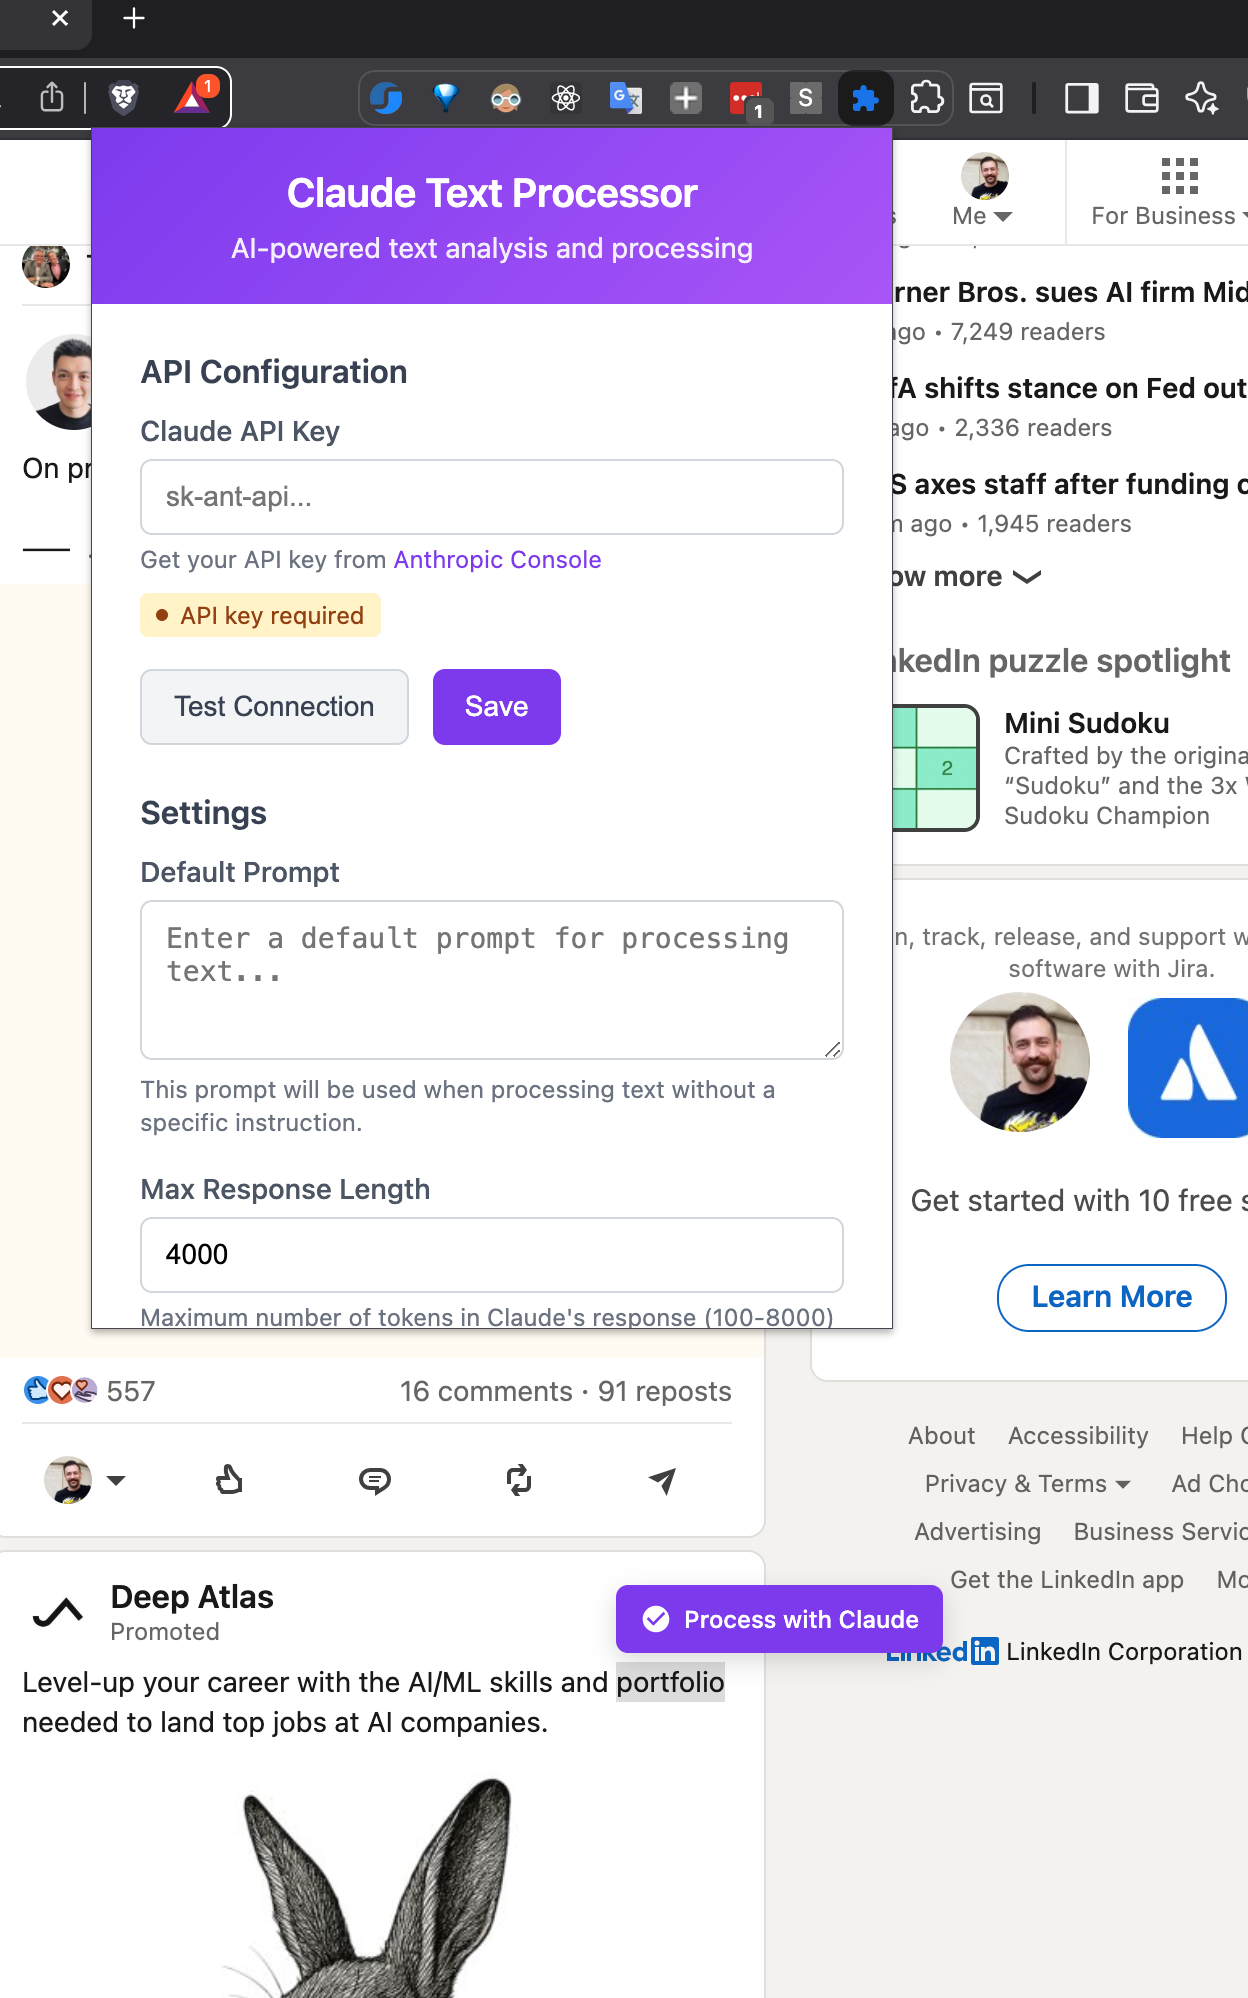 1
G
1
S
Claude Text Processor
AI-powered text analysis and processing
API Configuration
Claude API Key
sk-ant-api...
Get your API key from Anthropic Console
API key required
Test Connection
Save
Settings
Default Prompt
Enter a default prompt for processing
text...
This prompt will be used when processing text without a
specific instruction.
Max Response Length
4000
Maximum number of tokens in Claude's response (100-8000)
Me
For Business
On pr
rner Bros. sues AI firm Mid
ago • 7,249 readers
fA shifts stance on Fed out
ago • 2,336 readers
S axes staff after funding c
n ago • 1,945 readers
ow more
nkedIn puzzle spotlight
2
Mini Sudoku
Crafted by the origina
“Sudoku” and the 3x
Sudoku Champion
n, track, release, and support w
software with Jira.
Get started with 10 free s
Learn More
557
16 comments · 91 reposts
About Accessibility Help C
Privacy & Terms Ad Cho
Advertising Business Servic
Get the LinkedIn app Mo
Linked in LinkedIn Corporation
Deep Atlas
Promoted
Process with Claude
Level-up your career with the AI/ML skills and portfolio
needed to land top jobs at AI companies.